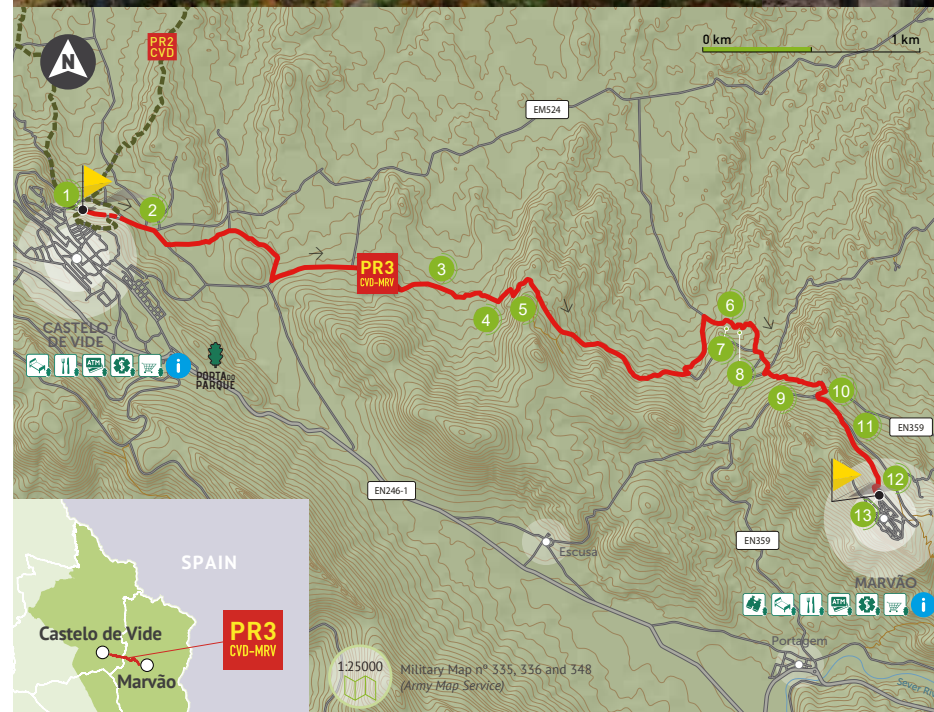 PR2
CVD
N
0 km
1 km
EM524
1
2
PR3
CVD-MRV
3
4
5
6
7
8
9
10
11
EN359
12
13
CASTELO
DE VIDE
ATM
$
i
PORTA DO
PARQUE
EN246-1
Escusa
EN359
MARVÃO
ATM
$
i
Portagem
SPAIN
Castelo de Vide
Marvão
PR3
CVD-MRV
1:25000
Military Map nº 335, 336 and 348
(Army Map Service)
Sever